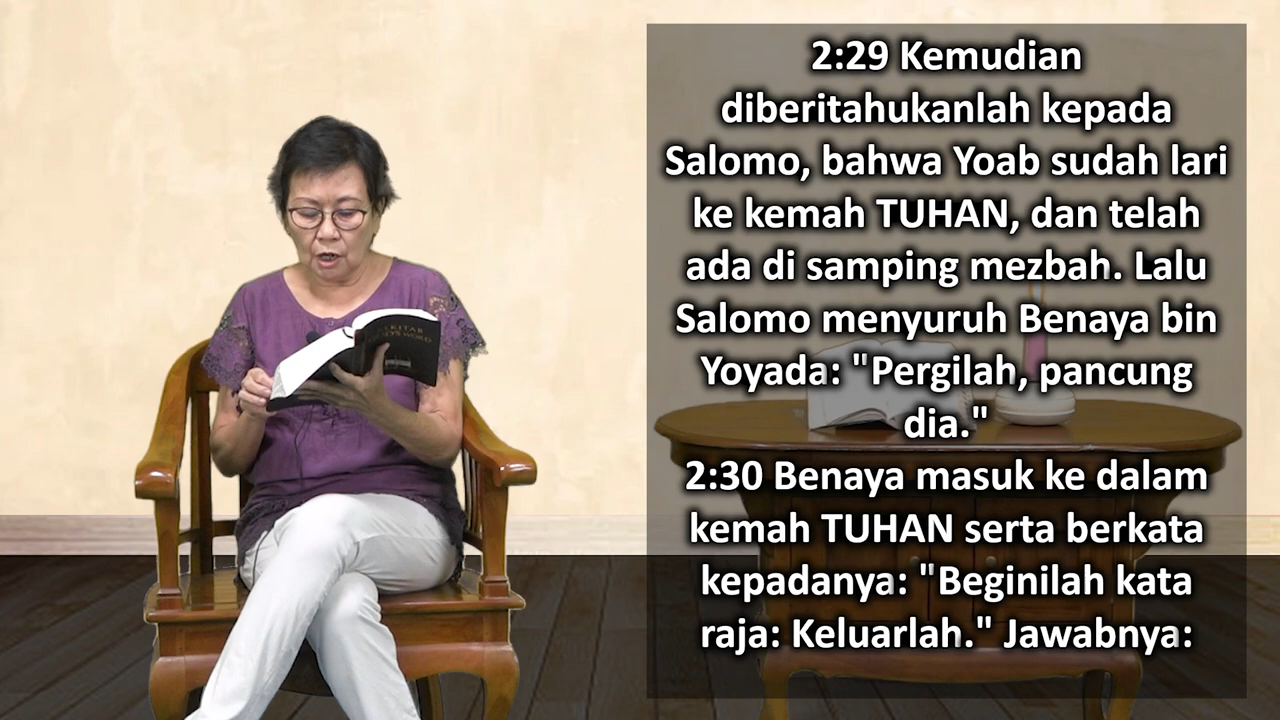 2:29 Kemudian
diberitahukanlah kepada
Salomo, bahwa Yoab sudah lari
ke kemah TUHAN, dan telah
ada di samping mezbah. Lalu
Salomo menyuruh Benaya bin
Yoyada: "Pergilah, pancung
dia."
2:30 Benaya masuk ke dalam
kemah TUHAN serta berkata
kepadanya: "Beginilah kata
raja: Keluarlah." Jawabnya: